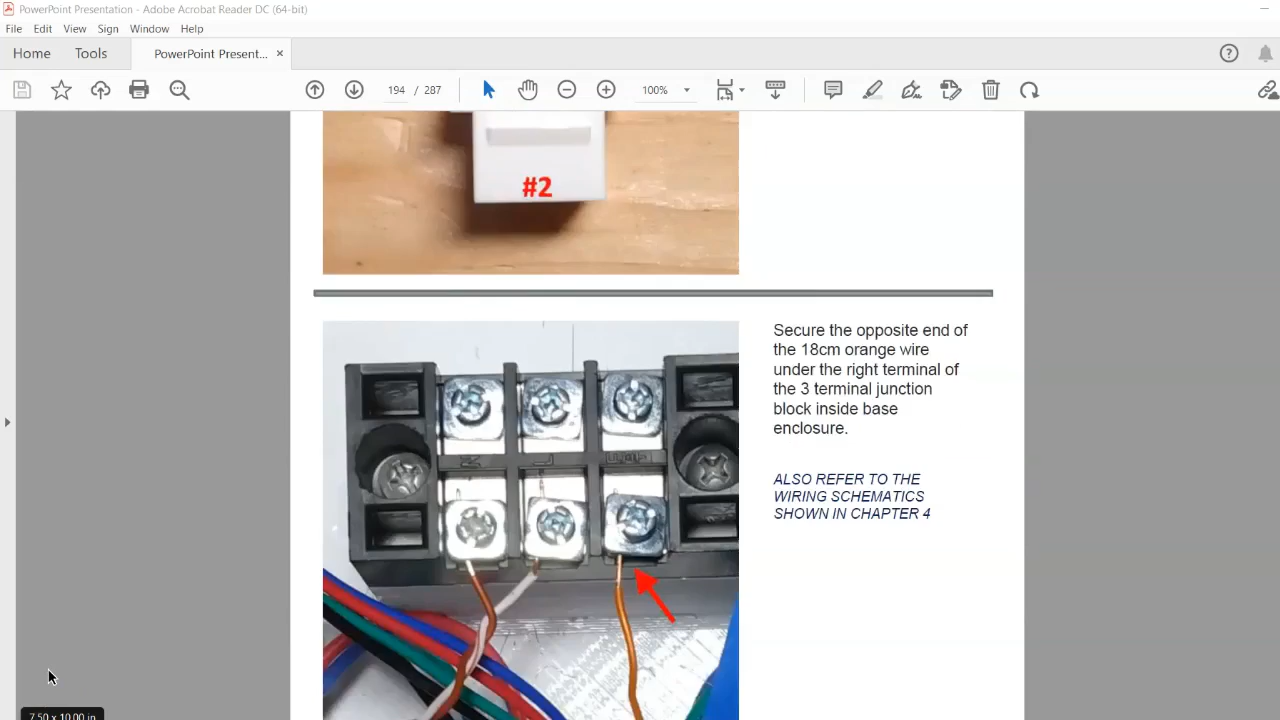 PowerPoint Presentation - Adobe Acrobat Reader DC (64-bit)
File Edit View Sign Window Help
Home Tools PowerPoint Present... ×
194 / 287 100%
#2
Secure the opposite end of
the 18cm orange wire
under the right terminal of
the 3 terminal junction
block inside base
enclosure.
ALSO REFER TO THE
WIRING SCHEMATICS
SHOWN IN CHAPTER 4
7.50 x 10.00 in